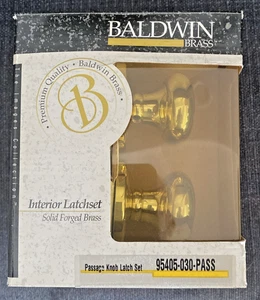 BALDWIN
BRASS
Premium Quality • Baldwin Brass •
B
Interior Latchset
Solid Forged Brass
Passage Knob Latch Set
95405-030-PASS